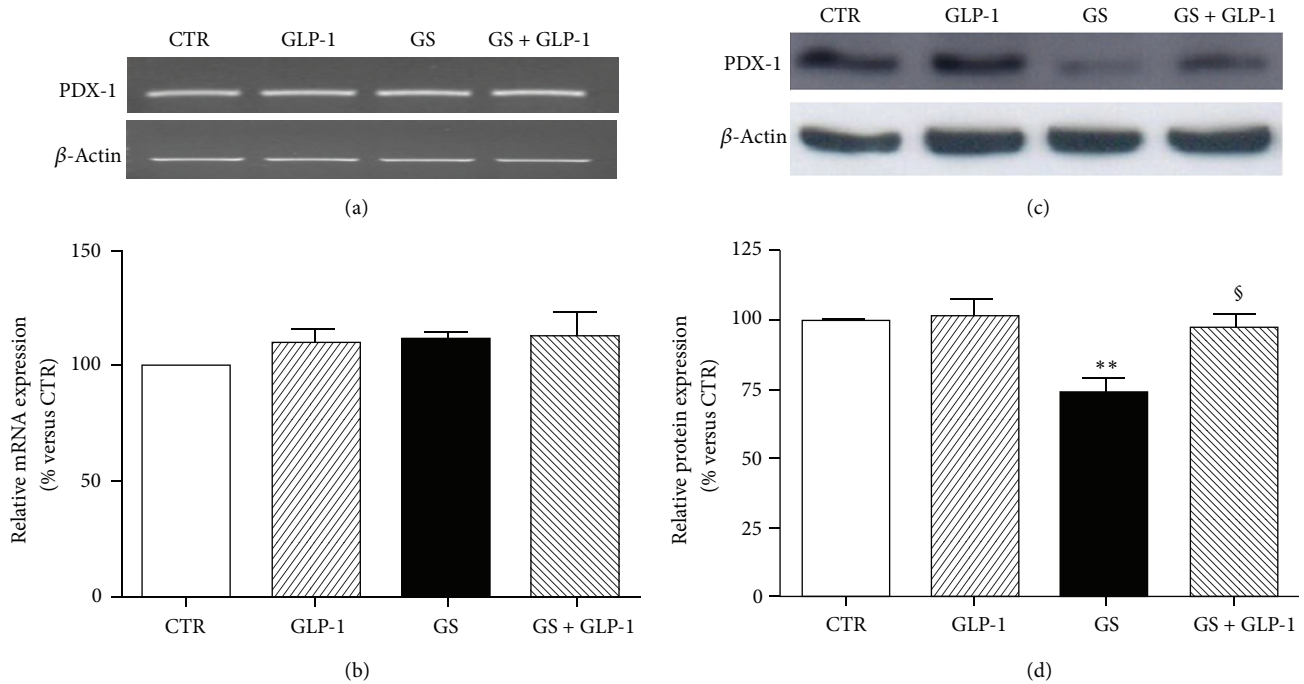 CTR GLP-1 GS GS + GLP-1
PDX-1
β-Actin
(a)
150
100
50
0
Relative mRNA expression
(% versus CTR)
CTR GLP-1 GS GS + GLP-1
(b)
CTR GLP-1 GS GS + GLP-1
PDX-1
β-Actin
(c)
125
100
75
50
25
0
Relative protein expression
(% versus CTR)
**
§
CTR GLP-1 GS GS + GLP-1
(d)